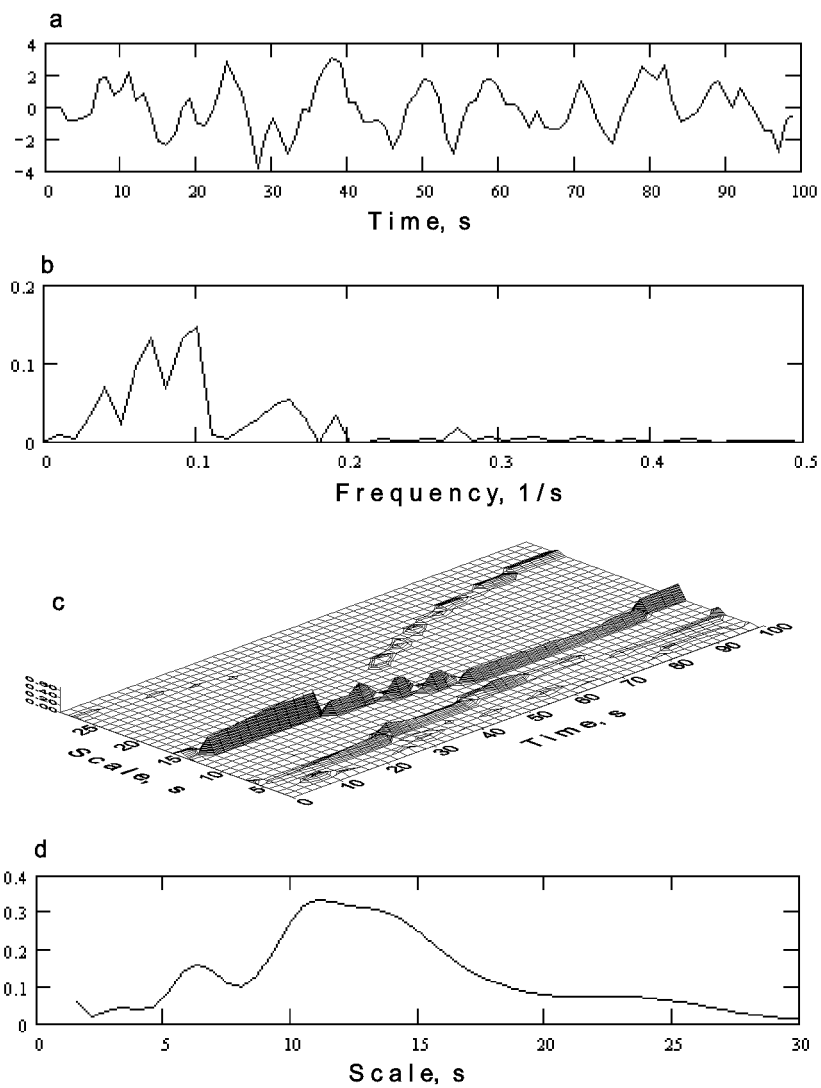 a
4
2
0
−2
−4
0 10 20 30 40 50 60 70 80 90 100
Time, s
b
0.2
0.1
0
0 0.1 0.2 0.3 0.4 0.5
Frequency, 1/s
c
25 20 15 10 5
Scale, s
0 10 20 30 40 50 60 70 80 90 100
Time, s
d
0.4
0.3
0.2
0.1
0
0 5 10 15 20 25 30
Scale, s